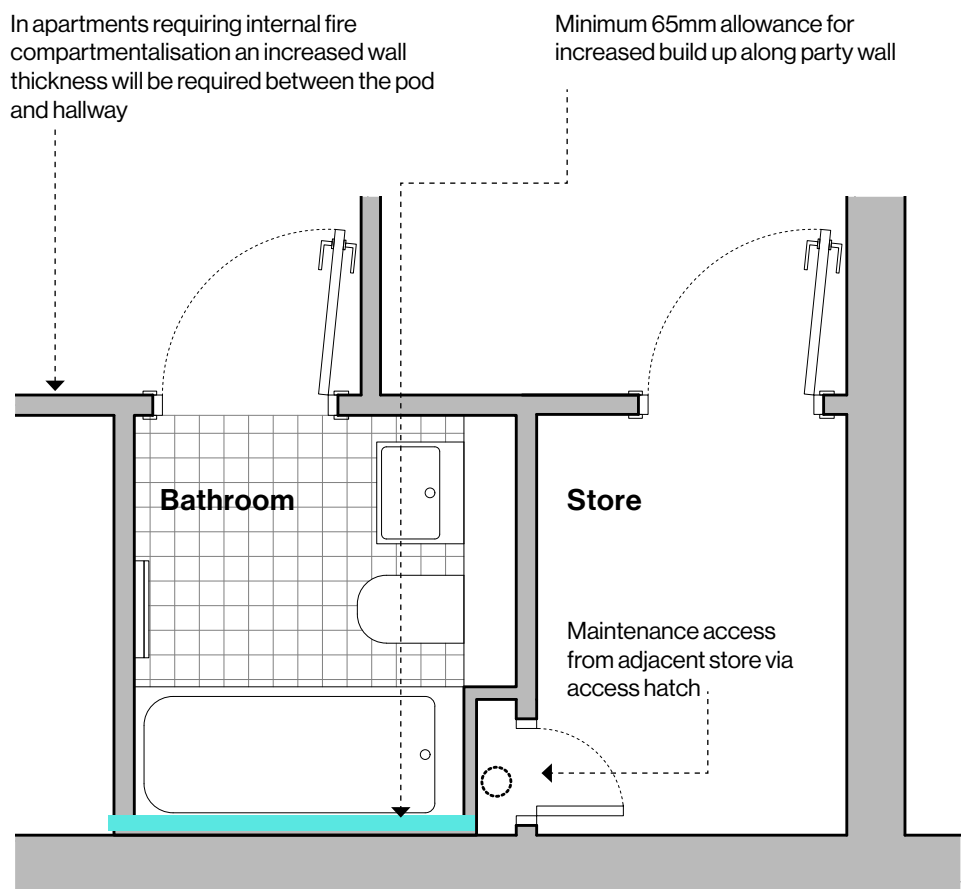 In apartments requiring internal fire
compartmentalisation an increased wall
thickness will be required between the pod
and hallway
Minimum 65mm allowance for
increased build up along party wall
Bathroom
Store
Maintenance access
from adjacent store via
access hatch